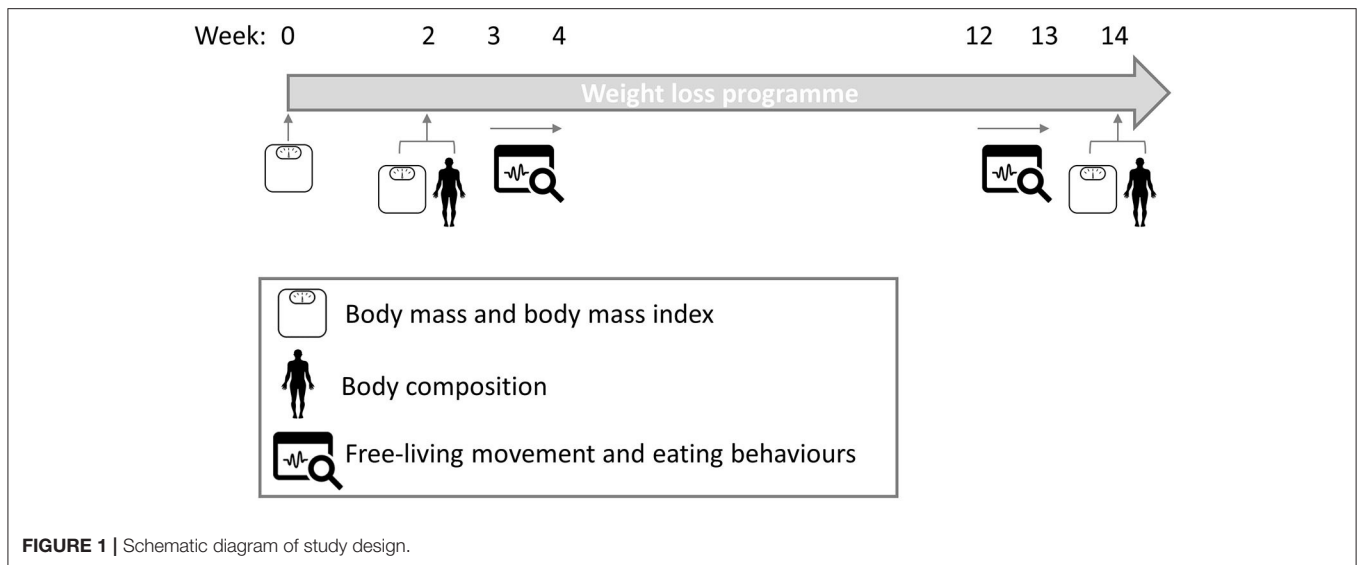 Week: 0 2 3 4 12 13 14
Weight loss programme
Body mass and body mass index
Body composition
Free-living movement and eating behaviours
FIGURE 1 | Schematic diagram of study design.